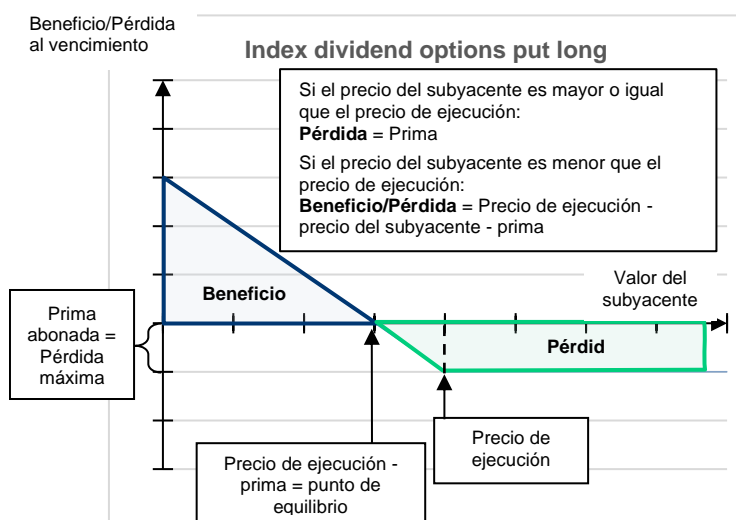 Beneficio/Pérdida
al vencimiento
Index dividend options put long
Si el precio del subyacente es mayor o igual
que el precio de ejecución:
Pérdida = Prima
Si el precio del subyacente es menor que el
precio de ejecución:
Beneficio/Pérdida = Precio de ejecución -
precio del subyacente - prima
Beneficio
Valor del
subyacente
Prima
abonada =
Pérdida
máxima
Pérdid
Precio de ejecución -
prima = punto de
equilibrio
Precio de
ejecución